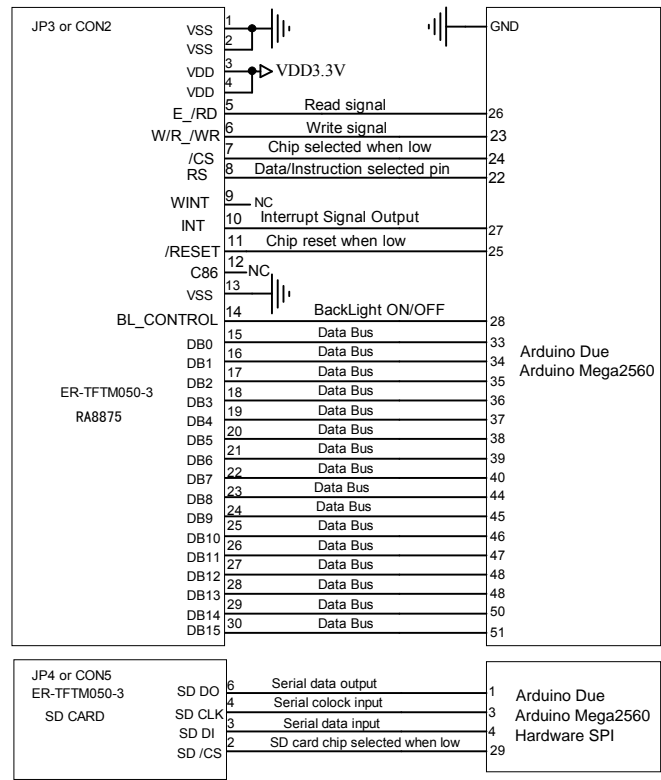 JP3 or CON2
VSS 1 GND
VSS 2
VDD 3 VDD3.3V
VDD 4
E_/RD 5 Read signal 26
W/R_/WR 6 Write signal 23
/CS 7 Chip selected when low 24
RS 8 Data/Instruction selected pin 22
WINT 9 NC
INT 10 Interrupt Signal Output 27
/RESET 11 Chip reset when low 25
C86 12 NC
VSS 13
BL_CONTROL 14 BackLight ON/OFF 28
DB0 15 Data Bus 33
DB1 16 Data Bus 34
DB2 17 Data Bus 35
DB3 18 Data Bus 36
DB4 19 Data Bus 37
DB5 20 Data Bus 38
DB6 21 Data Bus 39
DB7 22 Data Bus 40
DB8 23 Data Bus 44
DB9 24 Data Bus 45
DB10 25 Data Bus 46
DB11 26 Data Bus 47
DB12 27 Data Bus 48
DB13 28 Data Bus 48
DB14 29 Data Bus 50
DB15 30 Data Bus 51
ER-TFTM050-3
RA8875
Arduino Due
Arduino Mega2560
JP4 or CON5
ER-TFTM050-3
SD CARD
SD DO 6 Serial data output 1
SD CLK 4 Serial colock input 3
SD DI 3 Serial data input 4
SD /CS 2 SD card chip selected when low 29
Arduino Due
Arduino Mega2560
Hardware SPI